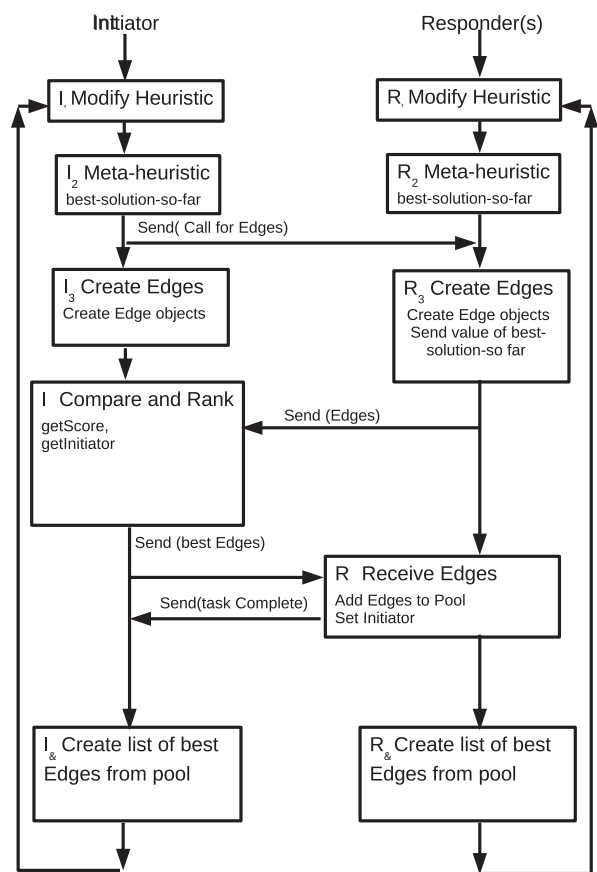 Initiator
Responder(s)
I, Modify Heuristic
R, Modify Heuristic
I2 Meta-heuristic
best-solution-so-far
R2 Meta-heuristic
best-solution-so-far
Send( Call for Edges)
I3 Create Edges
Create Edge objects
R3 Create Edges
Create Edge objects
Send value of best-
solution-so far
I Compare and Rank
getScore,
getInitiator
Send (Edges)
Send (best Edges)
R Receive Edges
Add Edges to Pool
Set Initiator
Send(task Complete)
I& Create list of best
Edges from pool
R& Create list of best
Edges from pool